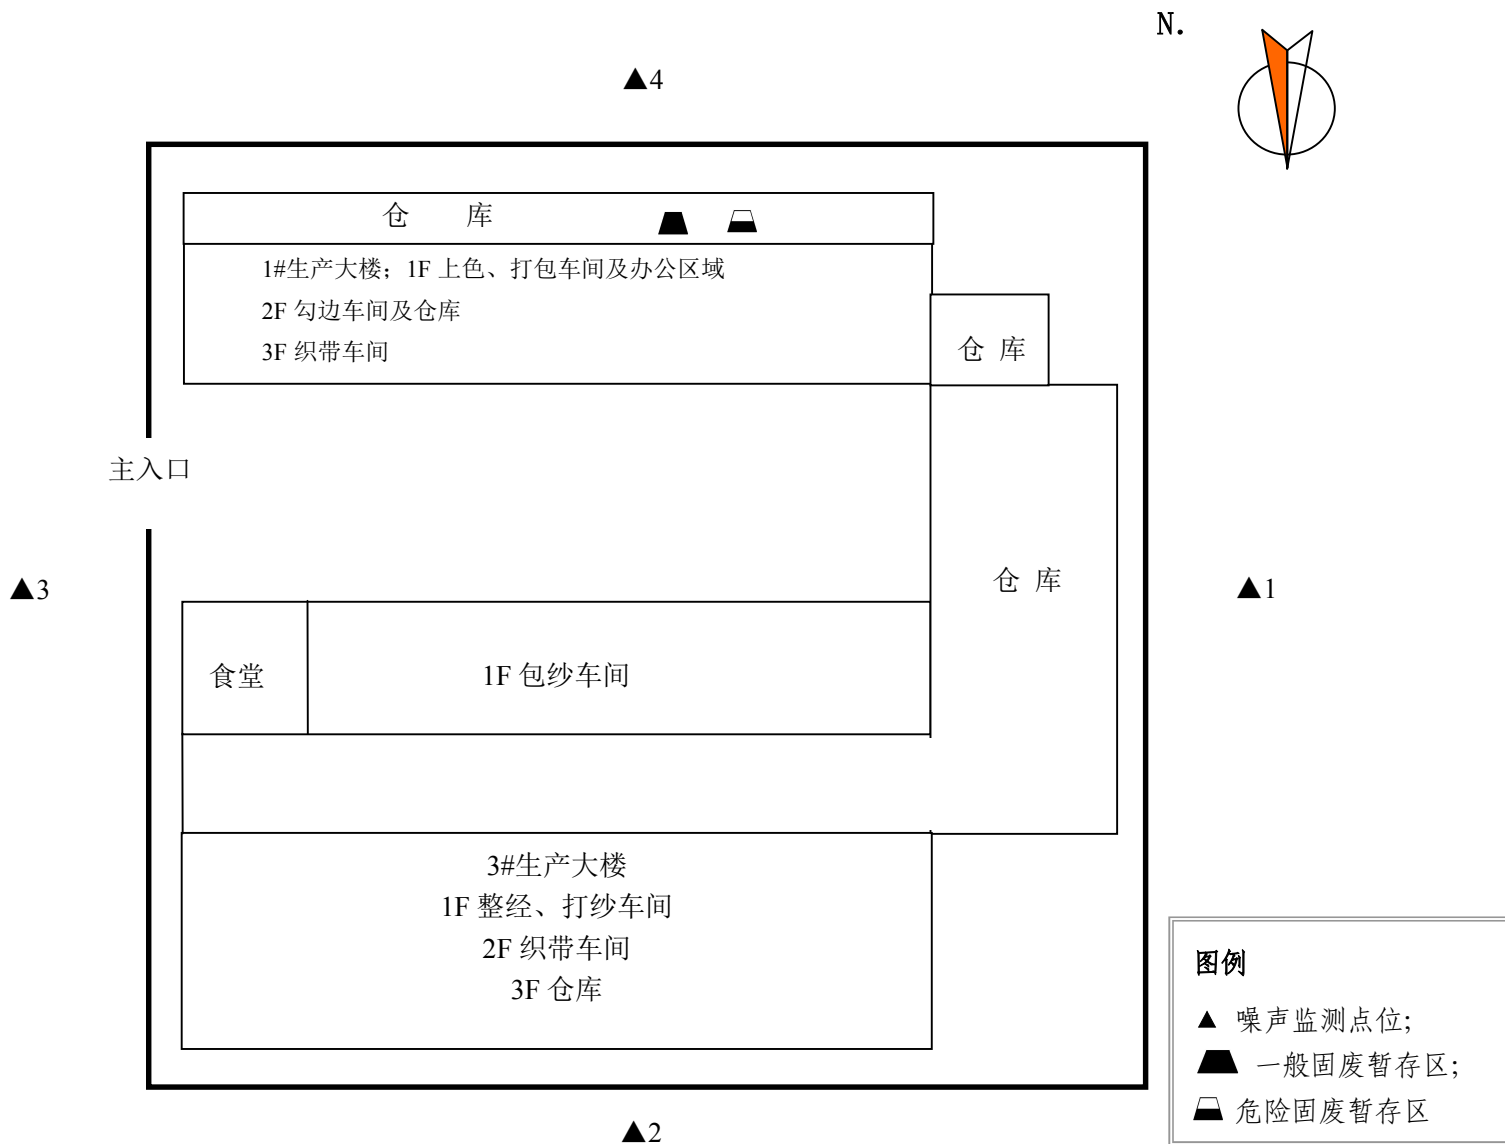 N.
▲4
仓 库
1#生产大楼；1F 上色、打包车间及办公区域
2F 勾边车间及仓库
3F 织带车间
仓 库
主入口
▲3
仓 库
▲1
食堂
1F 包纱车间
3#生产大楼
1F 整经、打纱车间
2F 织带车间
3F 仓库
图例
▲ 噪声监测点位;
一般固废暂存区;
危险固废暂存区
▲2